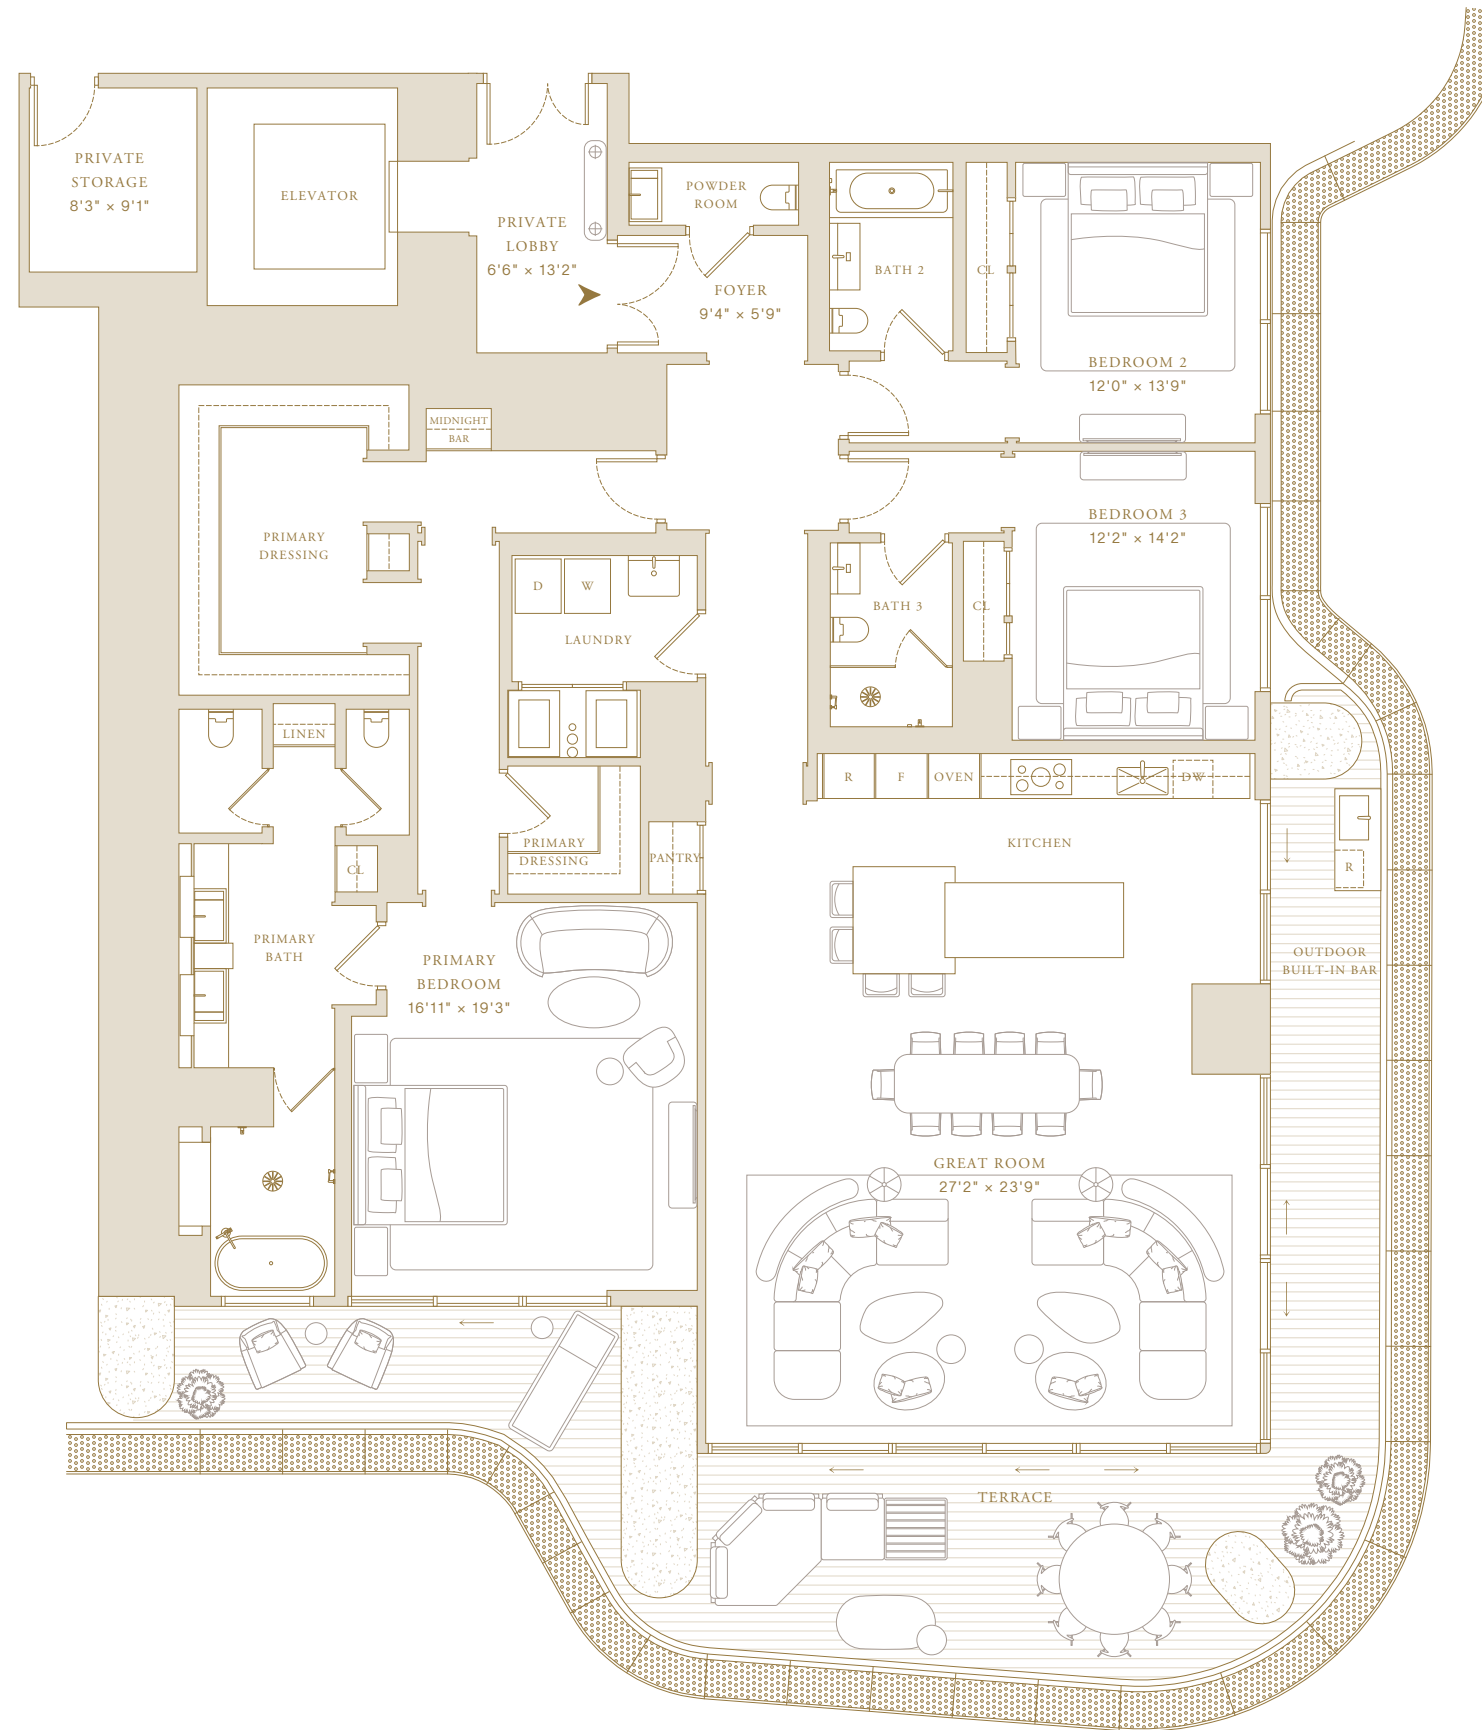 PRIVATE
STORAGE
8'3" × 9'1"
ELEVATOR
PRIVATE
LOBBY
6'6" × 13'2"
POWDER
ROOM
FOYER
9'4" × 5'9"
BATH 2
CL
BEDROOM 2
12'0" × 13'9"
MIDNIGHT
BAR
PRIMARY
DRESSING
BEDROOM 3
12'2" × 14'2"
D
W
LAUNDRY
BATH 3
CL
LINEN
R
F
OVEN
DW
PRIMARY
DRESSING
PANTRY
KITCHEN
CL
R
PRIMARY
BATH
PRIMARY
BEDROOM
16'11" × 19'3"
OUTDOOR
BUILT-IN BAR
GREAT ROOM
27'2" × 23'9"
TERRACE